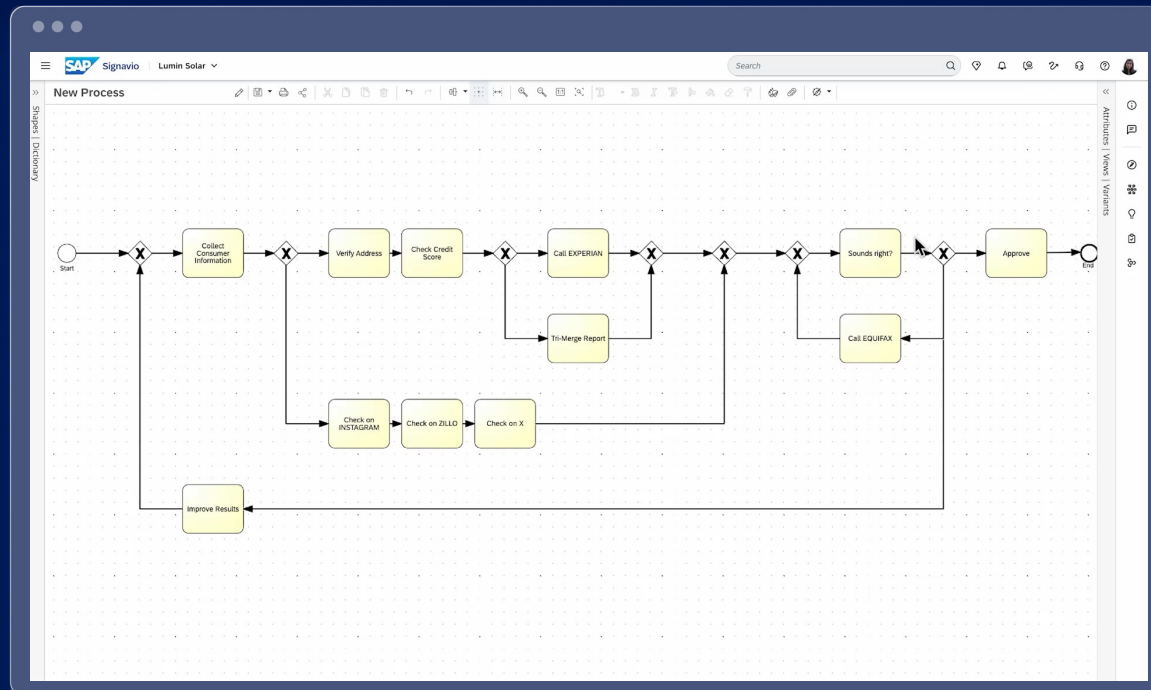 SAP Signavio Lumin Solar Search
New Process
Shapes | Dictionary
Attributes | Views | Variants
Start
Collect
Consumer
Information
Verify Address
Check Credit
Score
Call EXPERIAN
Sounds right?
Approve
End
Tri-Merge Report
Call EQUIFAX
Check on
INSTAGRAM
Check on ZILLO
Check on X
Improve Results